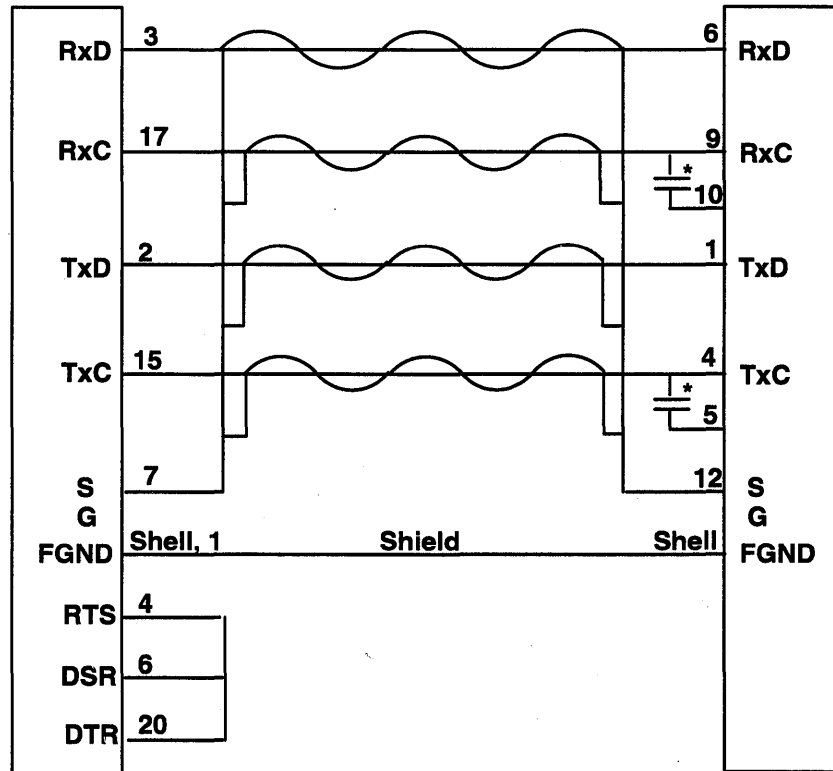 RxD 3 6 RxD
RxC 17 9 RxC
*
10
TxD 2 1 TxD
TxC 15 4 TxC
*
5
S 7 12 S
G G
FGND Shell, 1 Shield Shell FGND
RTS 4
DSR 6
DTR 20